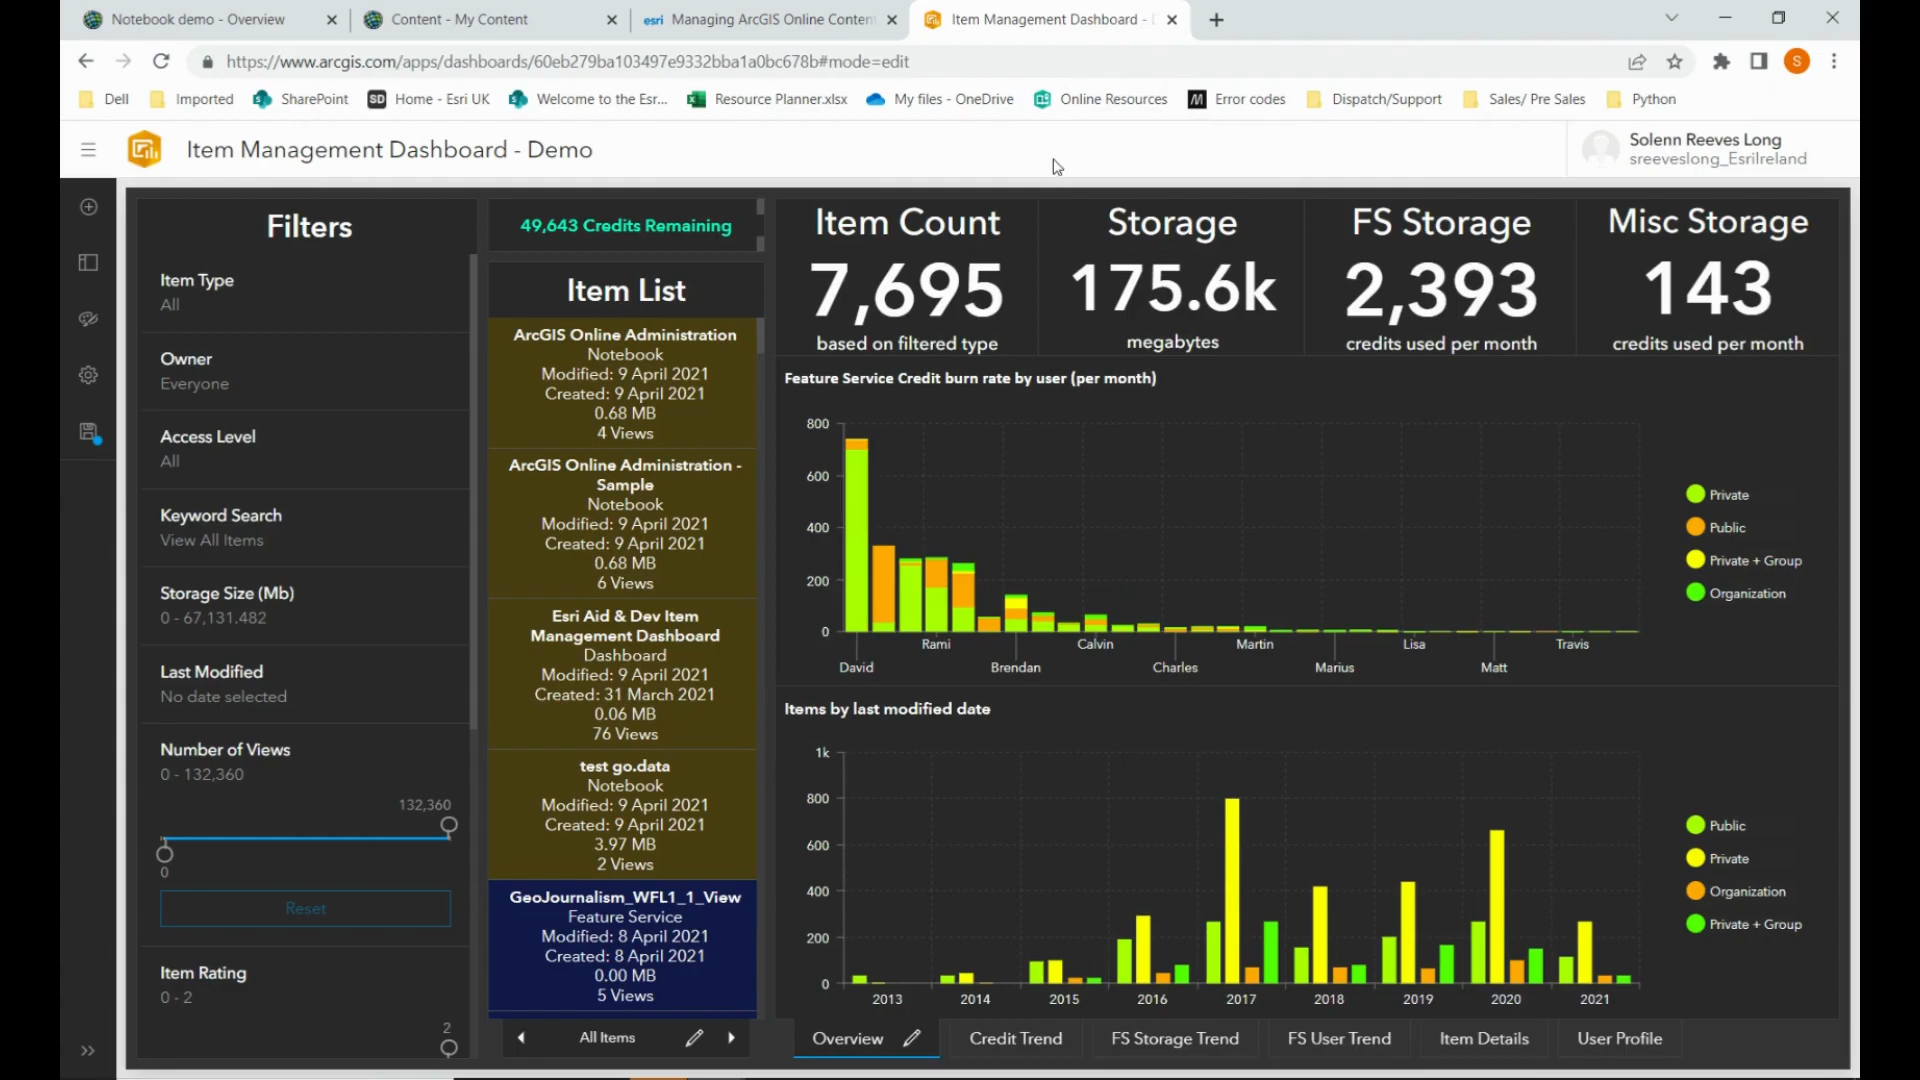 Notebook demo - Overview
Content - My Content
esri Managing ArcGIS Online Conten
Item Management Dashboard -
https://www.arcgis.com/apps/dashboards/60eb279ba103497e9332bba1a0bc678b#mode=edit
S
Dell
Imported
SharePoint
SD Home - Esri UK
Welcome to the Esr...
Resource Planner.xlsx
My files - OneDrive
Online Resources
M Error codes
Dispatch/Support
Sales/ Pre Sales
Python
Item Management Dashboard - Demo
Solenn Reeves Long
sreeveslong_EsriIreland
Filters
Item Type
All
Owner
Everyone
Access Level
All
Keyword Search
View All Items
Storage Size (Mb)
0 - 67,131.482
Last Modified
No date selected
Number of Views
0 - 132,360
132,360
0
Reset
Item Rating
0 - 2
2
49,643 Credits Remaining
Item List
ArcGIS Online Administration
Notebook
Modified: 9 April 2021
Created: 9 April 2021
0.68 MB
4 Views
ArcGIS Online Administration -
Sample
Notebook
Modified: 9 April 2021
Created: 9 April 2021
0.68 MB
6 Views
Esri Aid & Dev Item
Management Dashboard
Dashboard
Modified: 9 April 2021
Created: 31 March 2021
0.06 MB
76 Views
test go.data
Notebook
Modified: 9 April 2021
Created: 9 April 2021
3.97 MB
2 Views
GeoJournalism_WFL1_1_View
Feature Service
Modified: 8 April 2021
Created: 8 April 2021
0.00 MB
5 Views
All Items
Item Count
7,695
based on filtered type
Storage
175.6k
megabytes
FS Storage
2,393
credits used per month
Misc Storage
143
credits used per month
Feature Service Credit burn rate by user (per month)
800
600
400
200
0
David
Rami
Brendan
Calvin
Charles
Martin
Marius
Lisa
Matt
Travis
Private
Public
Private + Group
Organization
Items by last modified date
1k
800
600
400
200
0
2013
2014
2015
2016
2017
2018
2019
2020
2021
Public
Private
Organization
Private + Group
Overview
Credit Trend
FS Storage Trend
FS User Trend
Item Details
User Profile